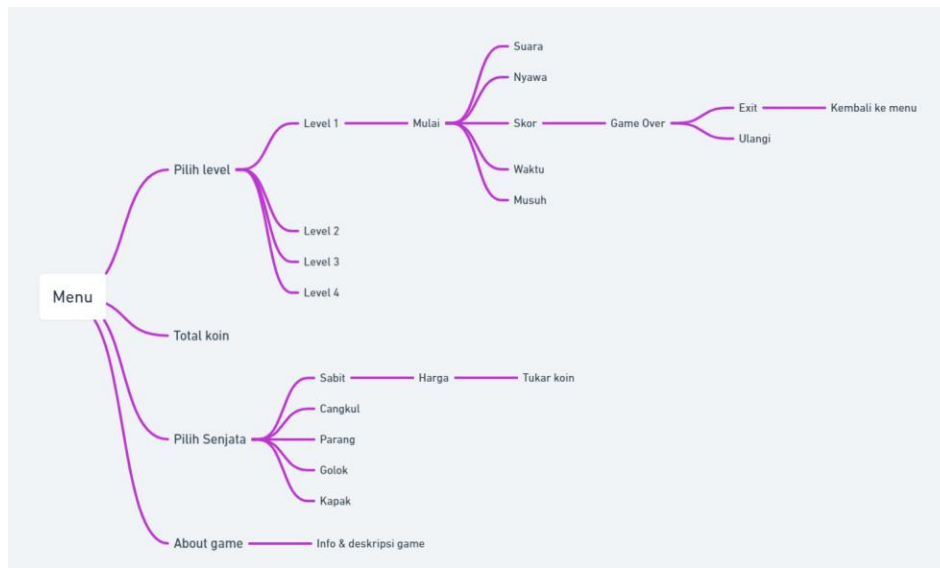 Menu
Pilih level
Level 1
Mulai
Suara
Nyawa
Skor
Game Over
Exit
Kembali ke menu
Ulangi
Waktu
Musuh
Level 2
Level 3
Level 4
Total koin
Pilih Senjata
Sabit
Harga
Tukar koin
Cangkul
Parang
Golok
Kapak
About game
Info & deskripsi game